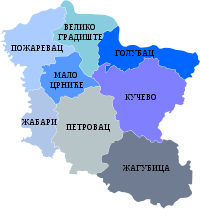 ВЕЛИКО
ГРАДИШТЕ
ПОЖАРЕВАЦ
ГОЛУБАЦ
МАЛО
ЦРНИЋЕ
КУЧЕВО
ЖАБАРИ
ПЕТРОВАЦ
ЖАГУБИЦА